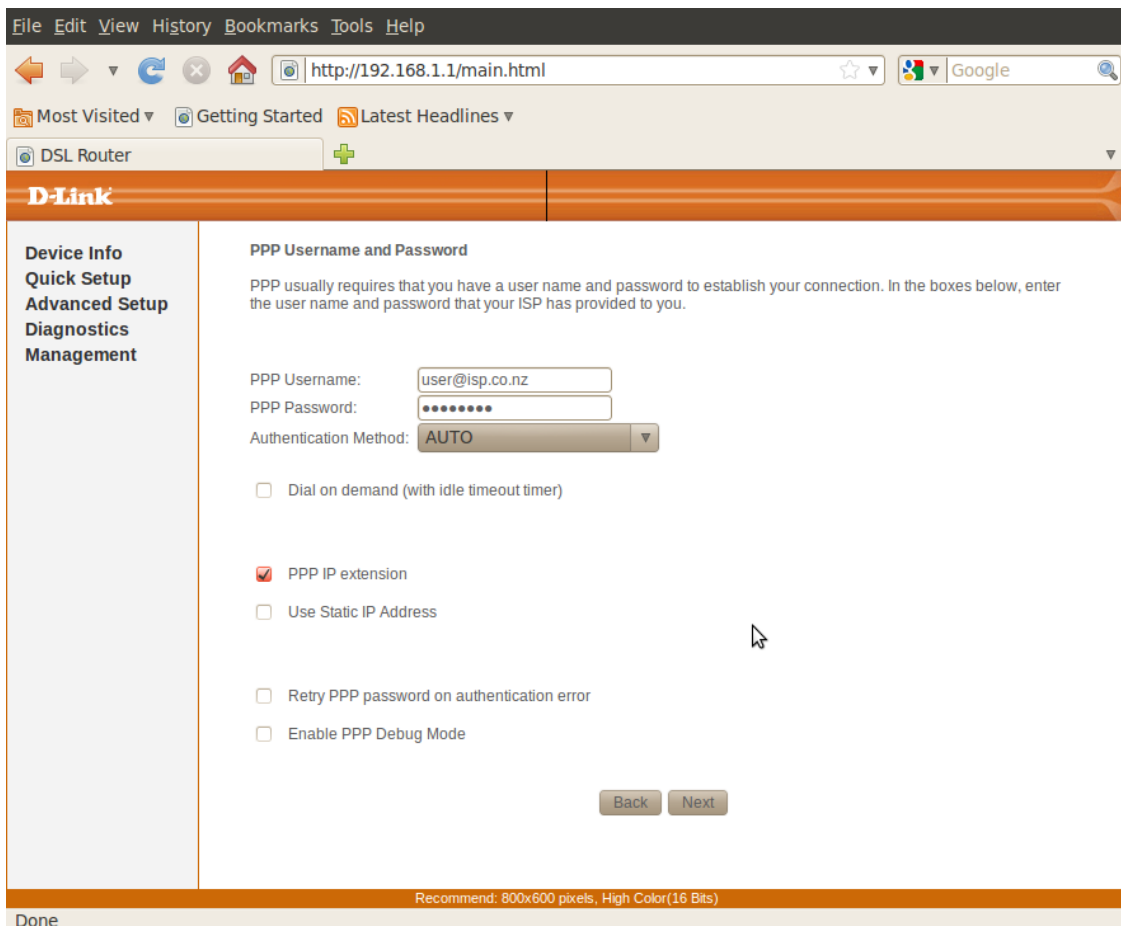 File Edit View History Bookmarks Tools Help
http://192.168.1.1/main.html Google
Most Visited Getting Started Latest Headlines
DSL Router
D-Link
Device Info
Quick Setup
Advanced Setup
Diagnostics
Management
PPP Username and Password
PPP usually requires that you have a user name and password to establish your connection. In the boxes below, enter
the user name and password that your ISP has provided to you.
PPP Username: user@isp.co.nz
PPP Password: ••••••••
Authentication Method: AUTO
Dial on demand (with idle timeout timer)
PPP IP extension
Use Static IP Address
Retry PPP password on authentication error
Enable PPP Debug Mode
Back Next
Recommend: 800x600 pixels, High Color(16 Bits)
Done